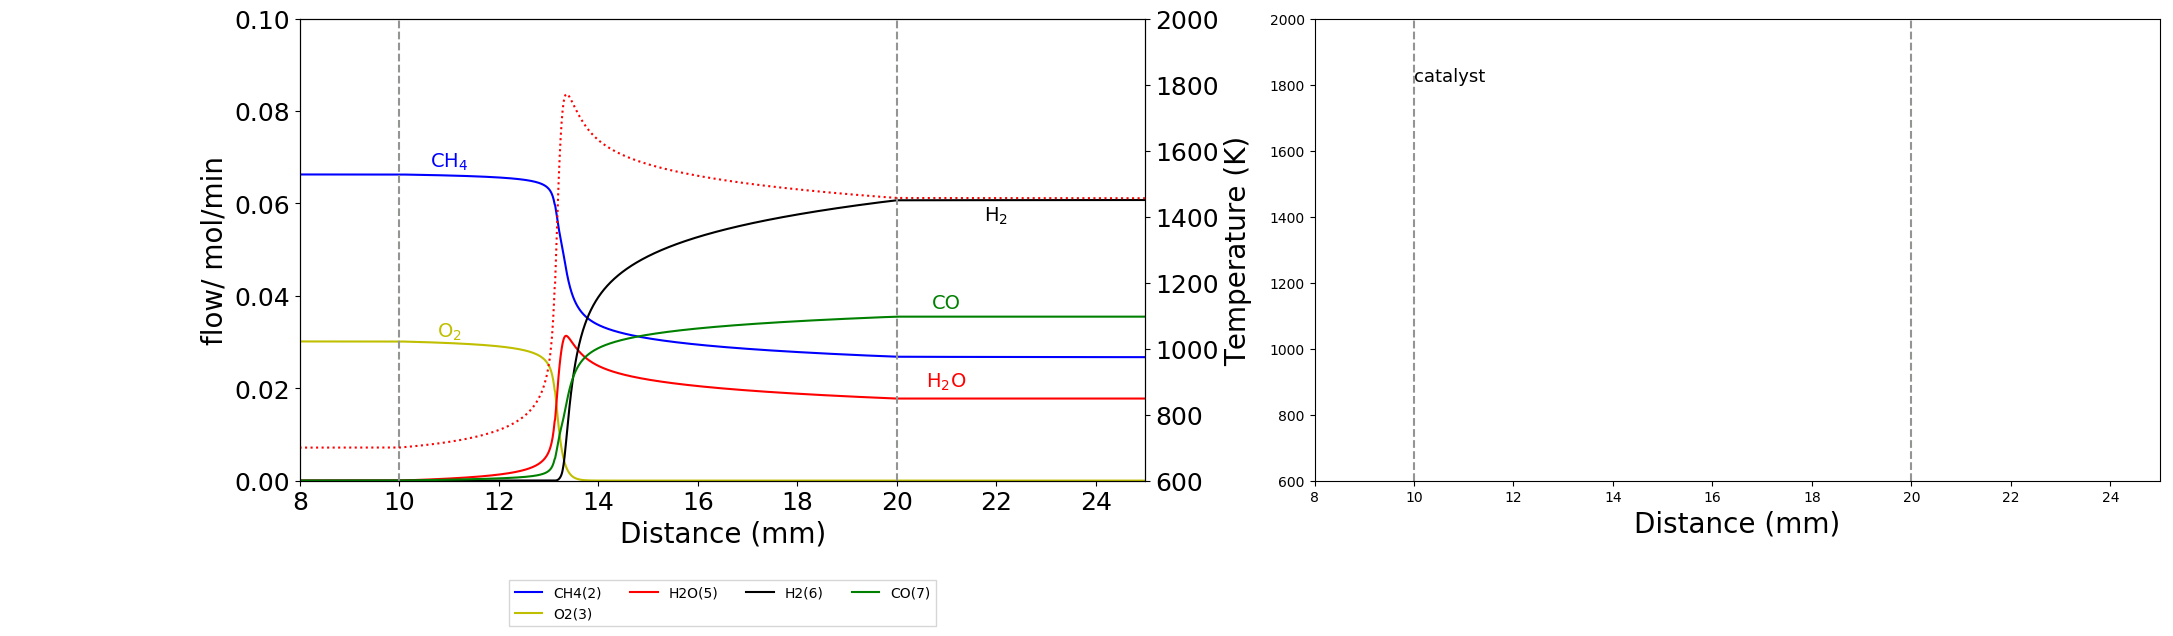 0.10
0.08
0.06
0.04
0.02
0.00
flow/ mol/min
8 10 12 14 16 18 20 22 24
Distance (mm)
CH₄
O₂
H₂
CO
H₂O
2000
1800
1600
1400
1200
1000
800
600
Temperature (K)
CH4(2) H2O(5) H2(6) CO(7)
O2(3)
2000
1800
1600
1400
1200
1000
800
600
catalyst
8 10 12 14 16 18 20 22 24
Distance (mm)